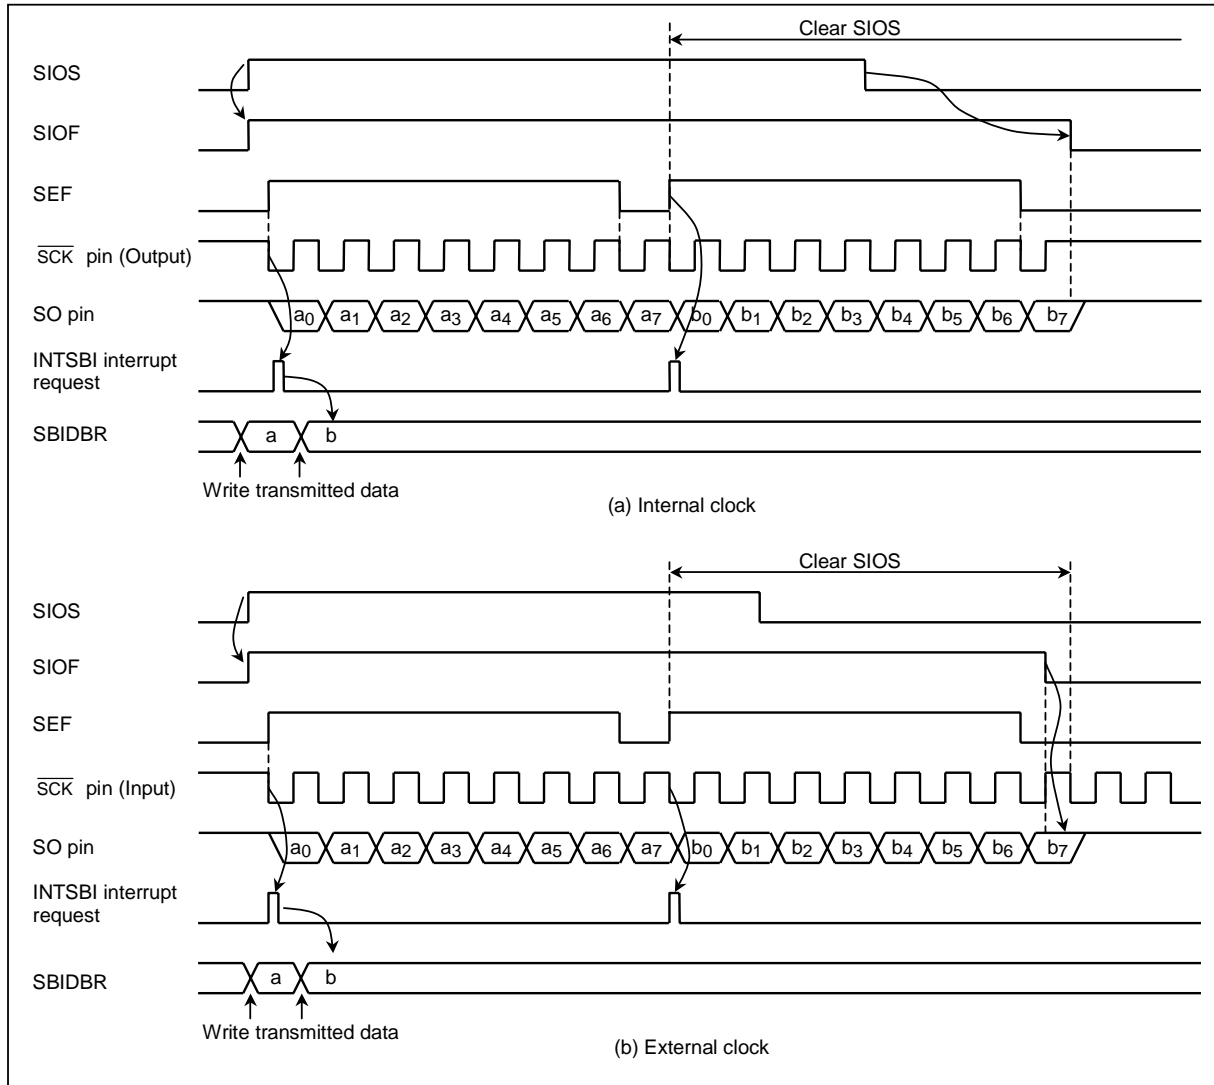 Clear SIOS
SIOS
SIOF
SEF
SCK pin (Output)
SO pin a0 a1 a2 a3 a4 a5 a6 a7 b0 b1 b2 b3 b4 b5 b6 b7
INTSBI interrupt
request
SBIDBR a b
Write transmitted data
(a) Internal clock
Clear SIOS
SIOS
SIOF
SEF
SCK pin (Input)
SO pin a0 a1 a2 a3 a4 a5 a6 a7 b0 b1 b2 b3 b4 b5 b6 b7
INTSBI interrupt
request
SBIDBR a b
Write transmitted data
(b) External clock